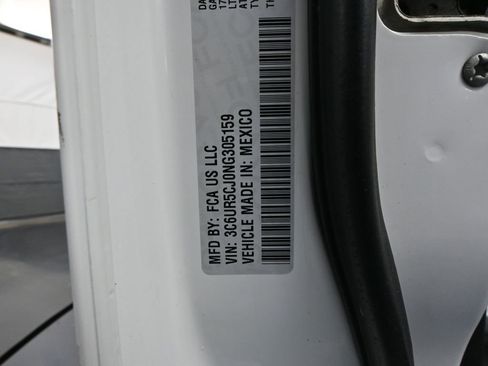 MFD BY: FCA US LLC
VIN: 3C6UR5CJ0NG305159
VEHICLE MADE IN: MEXICO